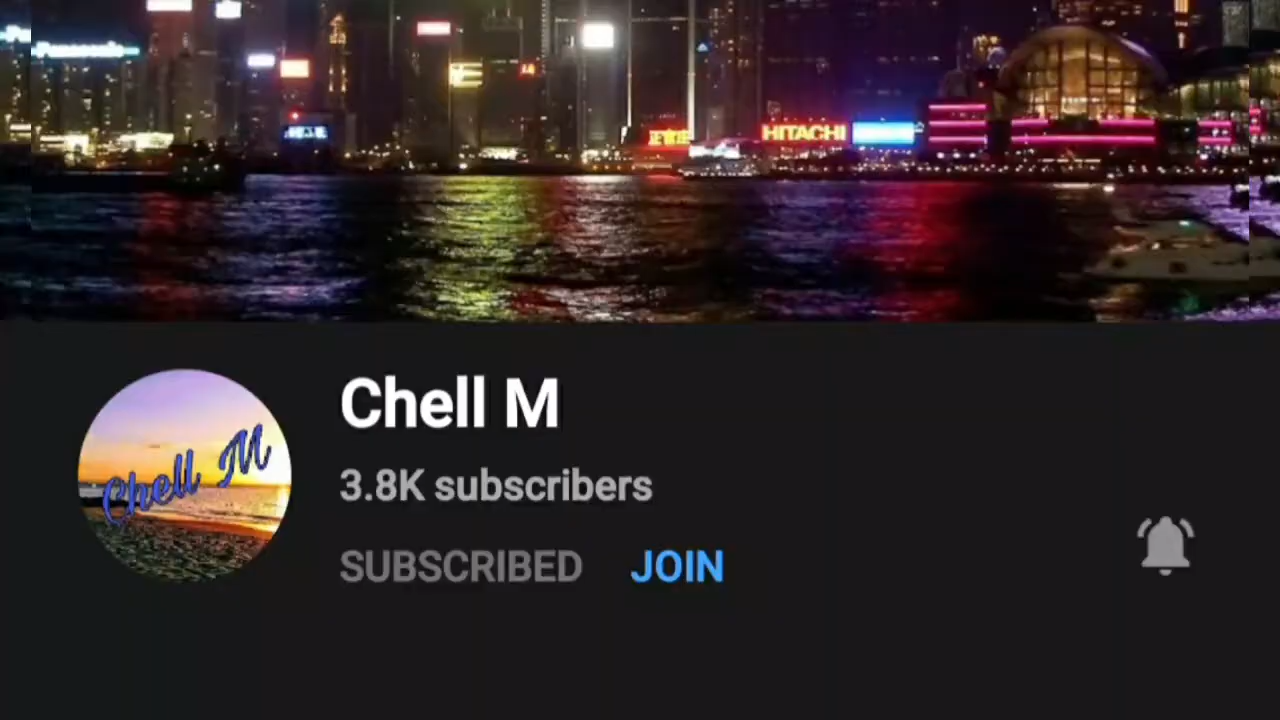 Panasonic
HITACHI
Chell M
Chell M
3.8K subscribers
SUBSCRIBED JOIN